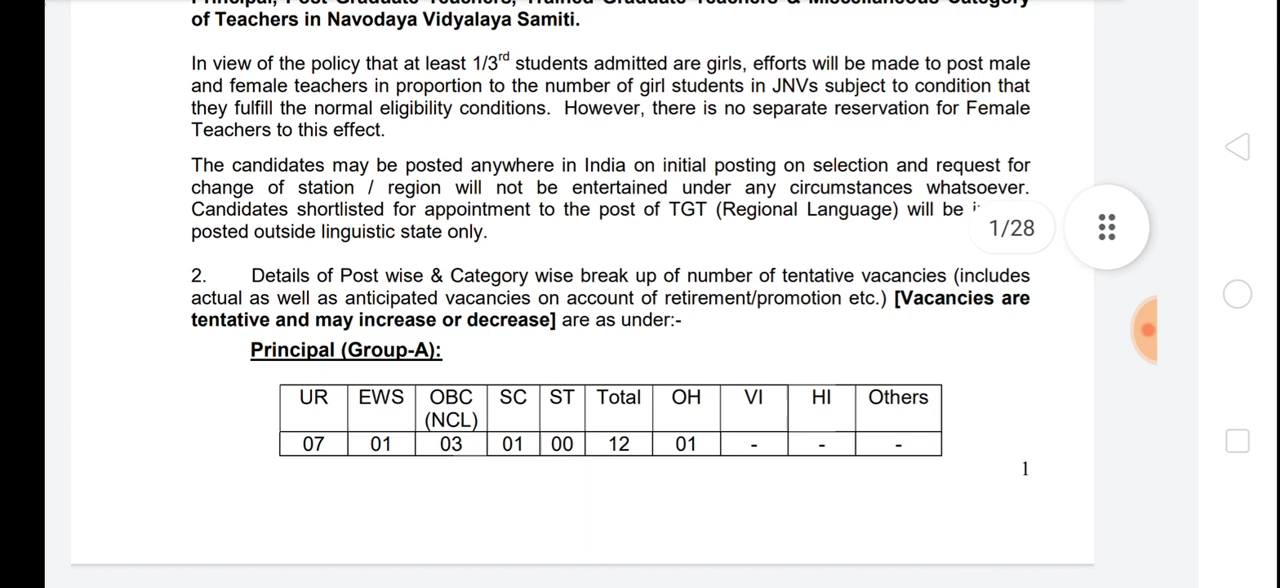 of Teachers in Navodaya Vidyalaya Samiti.
In view of the policy that at least 1/3rd students admitted are girls, efforts will be made to post male
and female teachers in proportion to the number of girl students in JNVs subject to condition that
they fulfill the normal eligibility conditions. However, there is no separate reservation for Female
Teachers to this effect.
The candidates may be posted anywhere in India on initial posting on selection and request for
change of station / region will not be entertained under any circumstances whatsoever.
Candidates shortlisted for appointment to the post of TGT (Regional Language) will be
posted outside linguistic state only.
1/28
2. Details of Post wise & Category wise break up of number of tentative vacancies (includes
actual as well as anticipated vacancies on account of retirement/promotion etc.) [Vacancies are
tentative and may increase or decrease] are as under:-
Principal (Group-A):
UR EWS OBC SC ST Total OH VI HI Others
(NCL)
07 01 03 01 00 12 01 - - -
1